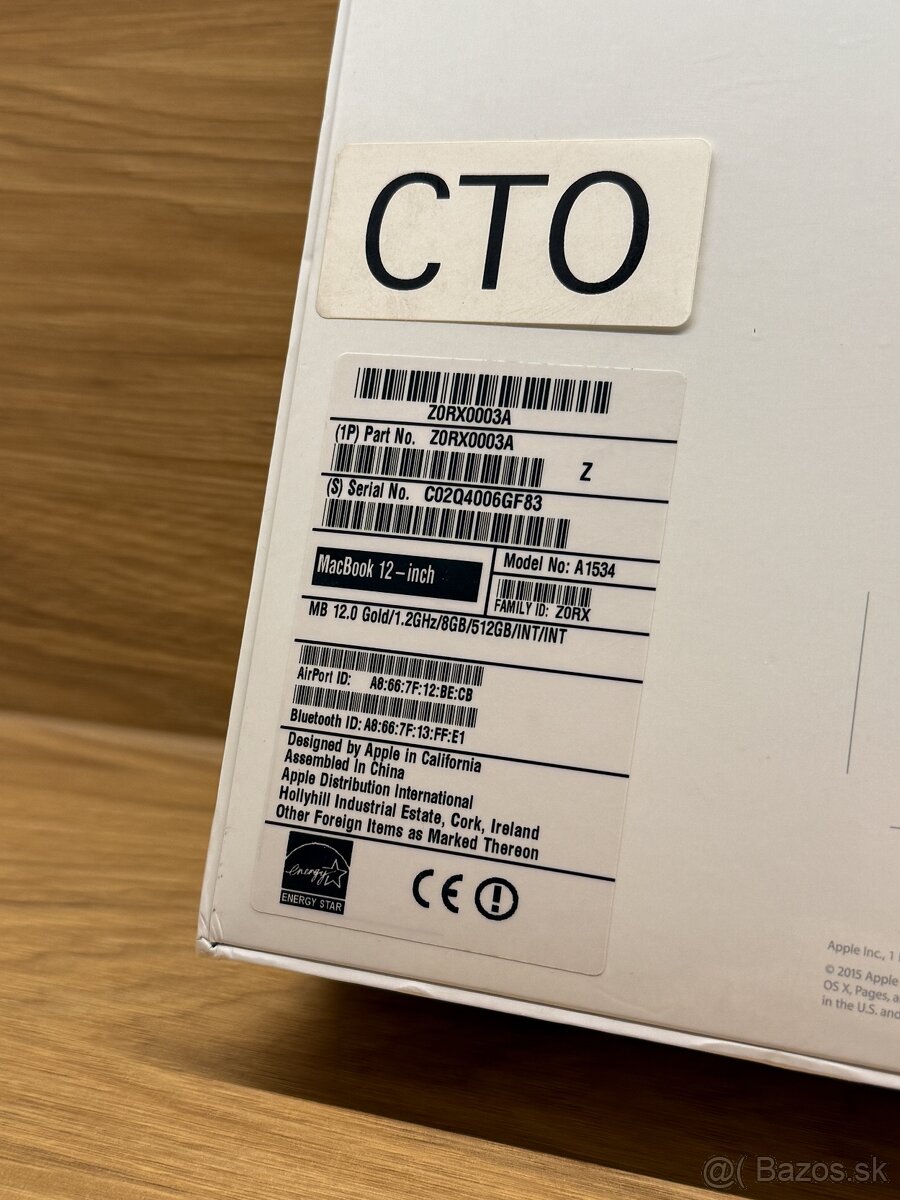 CTO
Z0RX0003A
(1P) Part No. Z0RX0003A
Z
(S) Serial No. C02Q4006GF83
MacBook 12-inch
Model No: A1534
FAMILY ID: Z0RX
MB 12.0 Gold/1.2GHz/8GB/512GB/INT/INT
AirPort ID: A8:66:7F:12:BE:CB
Bluetooth ID: A8:66:7F:13:FF:E1
Designed by Apple in California
Assembled In China
Apple Distribution International
Hollyhill Industrial Estate, Cork, Ireland
Other Foreign Items as Marked Thereon
energy
ENERGY STAR
CE
Apple Inc., 1
© 2015 Apple
OS X, Pages,
in the U.S. and
@( Bazos.sk